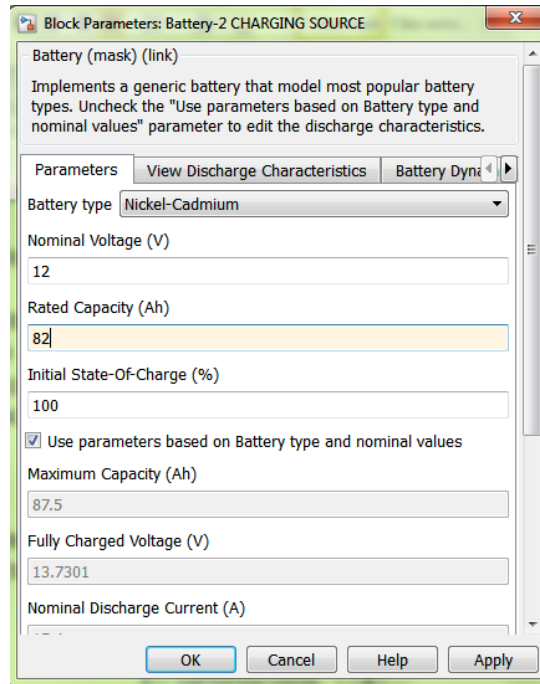 Block Parameters: Battery-2 CHARGING SOURCE
Battery (mask) (link)
Implements a generic battery that model most popular battery
types. Uncheck the "Use parameters based on Battery type and
nominal values" parameter to edit the discharge characteristics.
Parameters View Discharge Characteristics Battery Dyna
Battery type Nickel-Cadmium
Nominal Voltage (V)
12
Rated Capacity (Ah)
82
Initial State-Of-Charge (%)
100
Use parameters based on Battery type and nominal values
Maximum Capacity (Ah)
87.5
Fully Charged Voltage (V)
13.7301
Nominal Discharge Current (A)
OK Cancel Help Apply